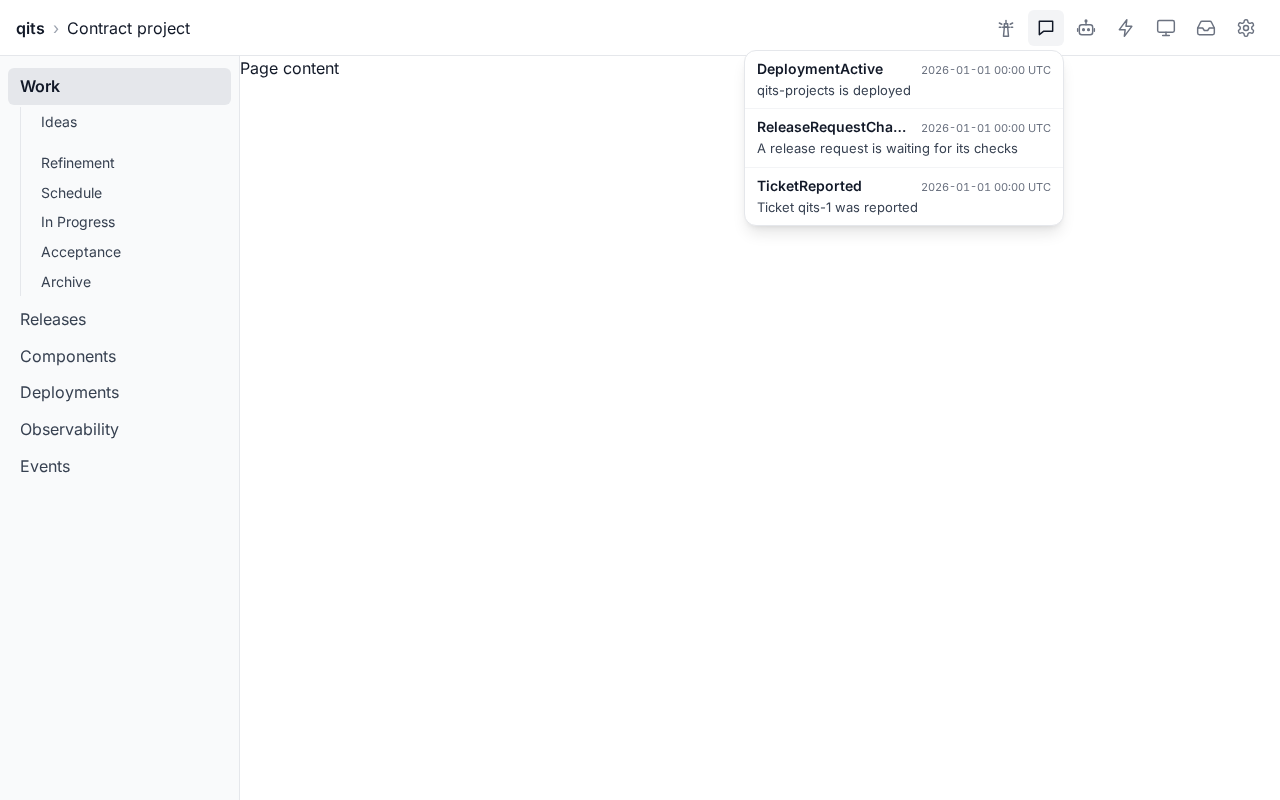 qits › Contract project
Work
Ideas
Refinement
Schedule
In Progress
Acceptance
Archive
Releases
Components
Deployments
Observability
Events
Page content
DeploymentActive 2026-01-01 00:00 UTC
qits-projects is deployed
ReleaseRequestCha... 2026-01-01 00:00 UTC
A release request is waiting for its checks
TicketReported 2026-01-01 00:00 UTC
Ticket qits-1 was reported